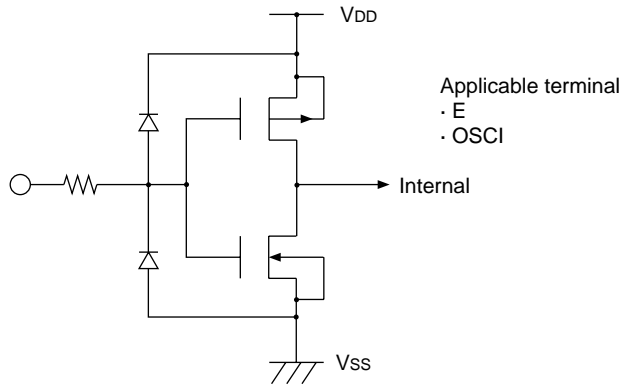 VDD
Applicable terminal
· E
· OSCI
Internal
VSS